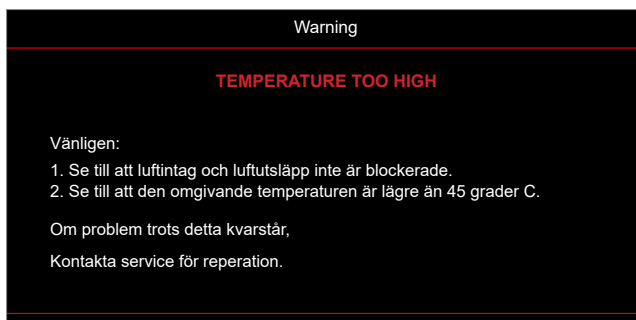 Warning
TEMPERATURE TOO HIGH
Vänligen:
1. Se till att luftintag och luftutsläpp inte är blockerade.
2. Se till att den omgivande temperaturen är lägre än 45 grader C.
Om problem trots detta kvarstår,
Kontakta service för reperation.